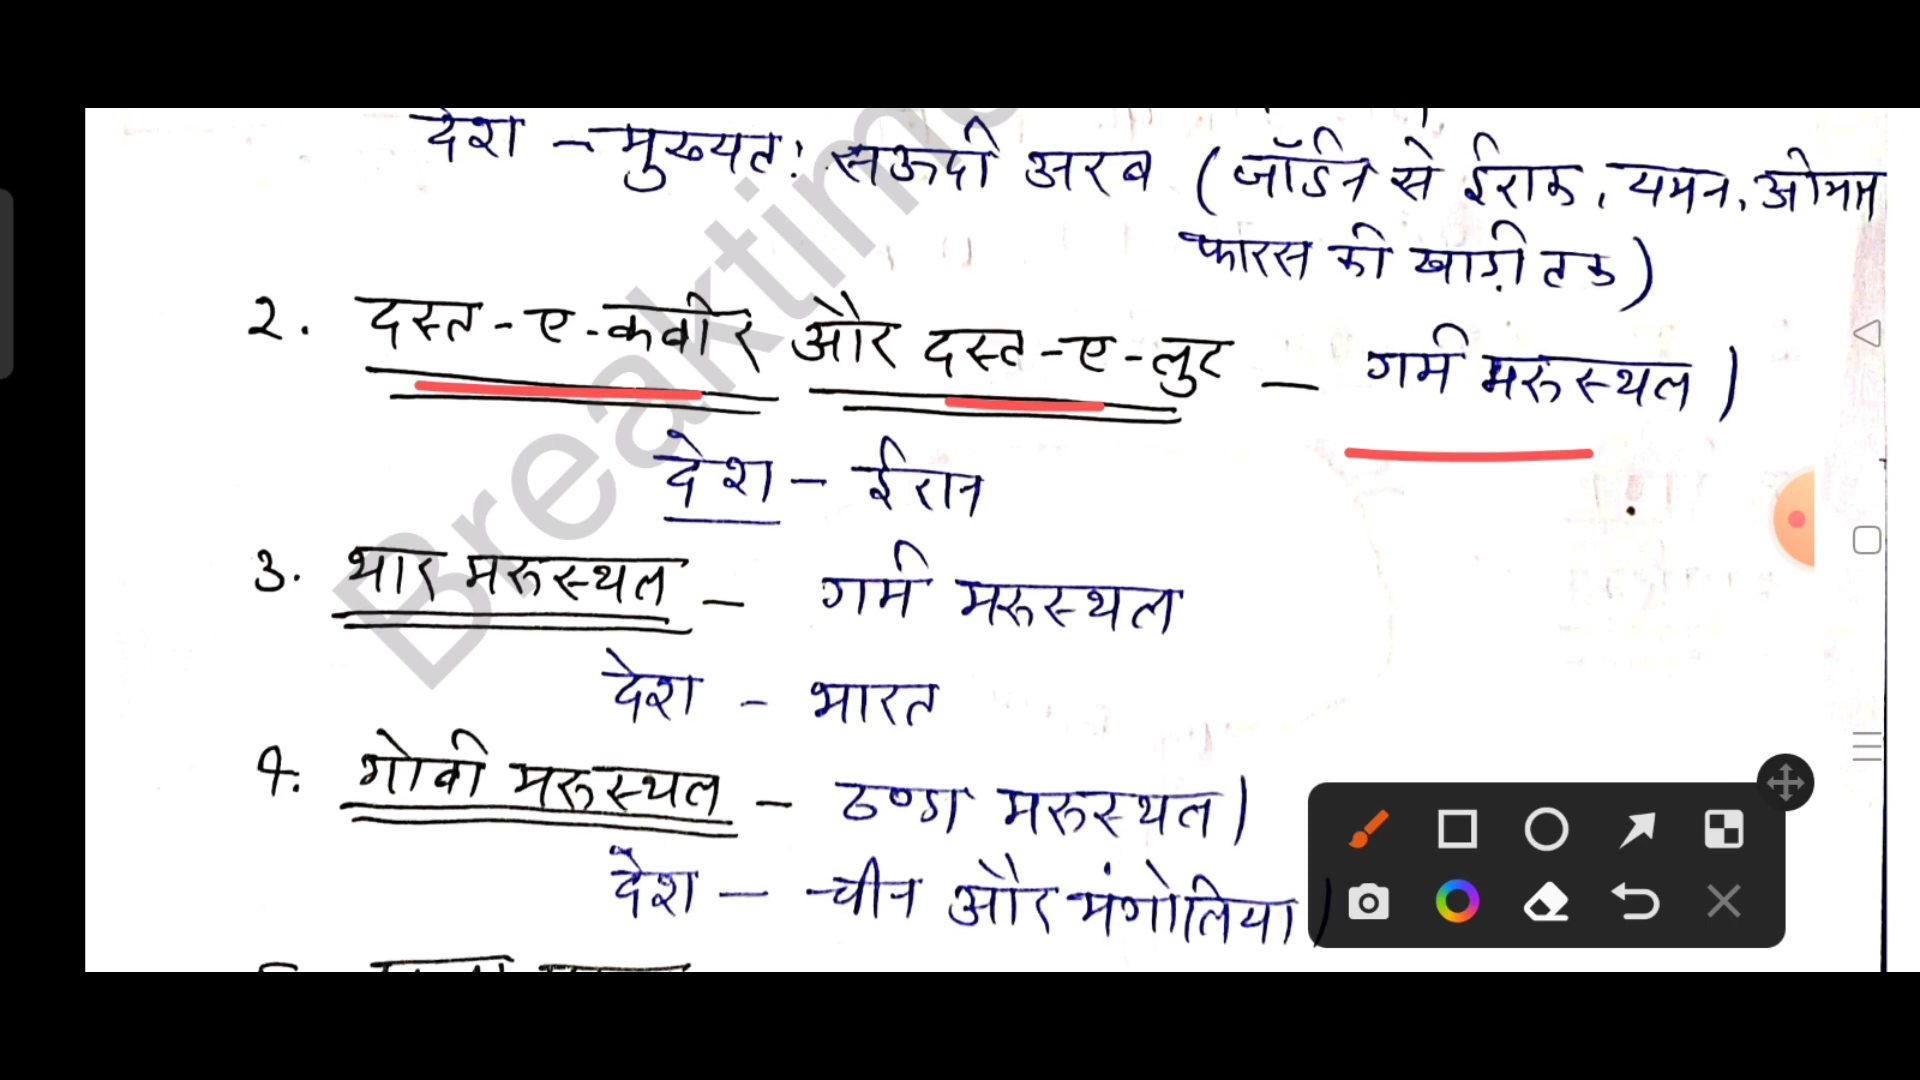 देश - मुख्यत: सऊदी अरब (जॉर्डन से ईराक, यमन, ओमान
फारस की खाड़ी तक)
2. दस्त-ए-कवीर और दस्त-ए-लुट - गर्म मरुस्थल।
देश - ईरान
3. थार मरुस्थल - गर्म मरुस्थल
देश - भारत
4. गोबी मरुस्थल - ठण्डा मरुस्थल।
देश - चीन और मंगोलिया।
Breaktim